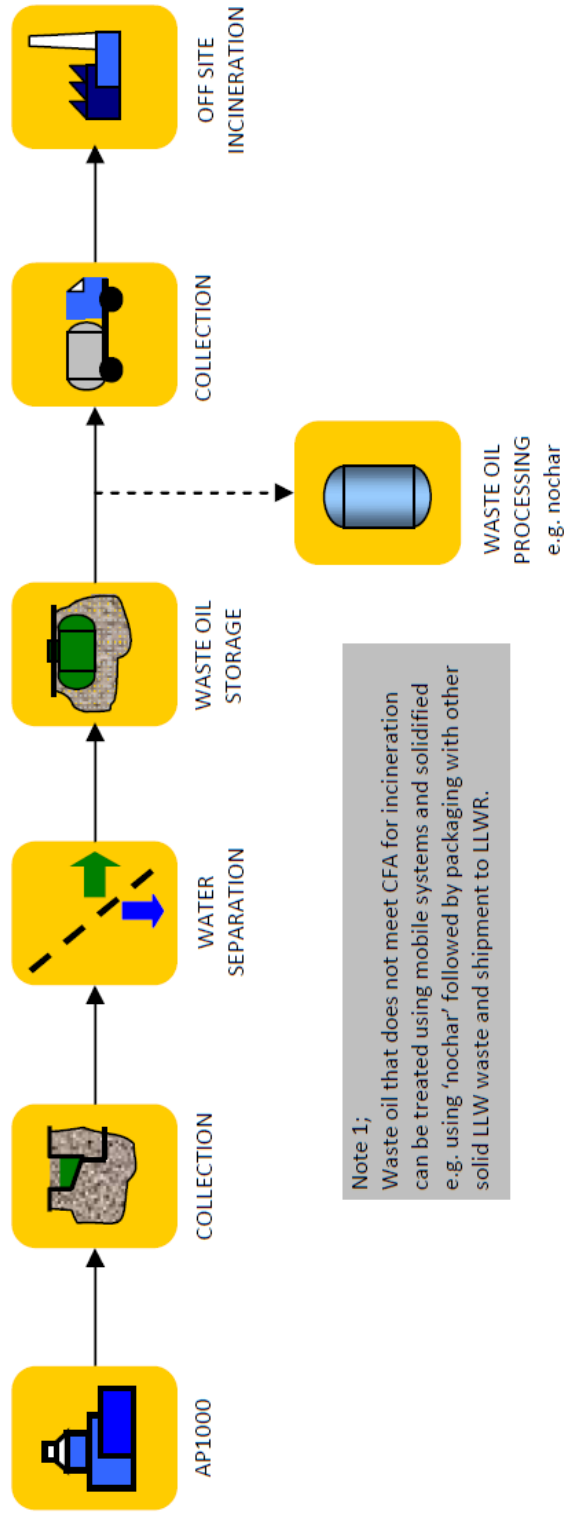 AP1000
COLLECTION
WATER
SEPARATION
WASTE OIL
STORAGE
COLLECTION
OFF SITE
INCINERATION
WASTE OIL
PROCESSING
e.g. nochar
Note 1;
Waste oil that does not meet CFA for incineration
can be treated using mobile systems and solidified
e.g. using ‘nochar’ followed by packaging with other
solid LLW waste and shipment to LLWR.